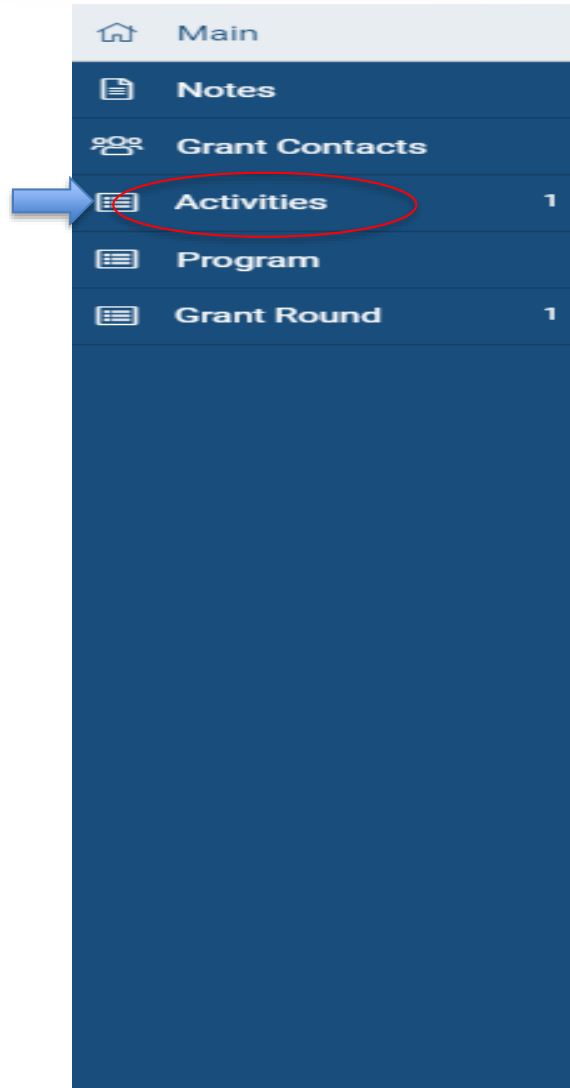 Main
Notes
Grant Contacts
Activities 1
Program
Grant Round 1